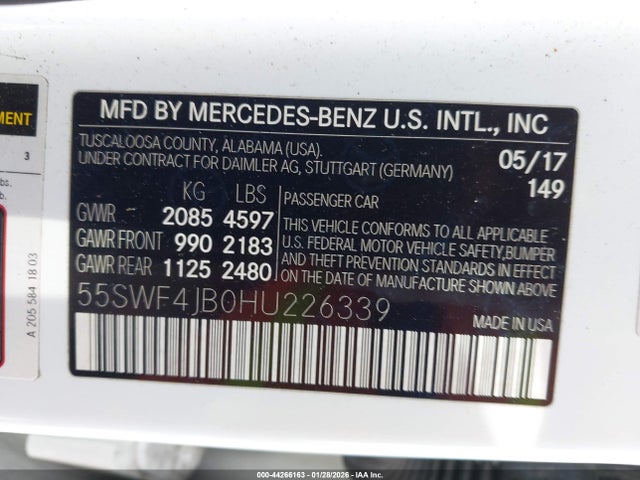 MENT
3
bs.
A 205 584 18 03
MFD BY MERCEDES-BENZ U.S. INTL., INC
TUSCALOOSA COUNTY, ALABAMA (USA).
UNDER CONTRACT FOR DAIMLER AG, STUTTGART (GERMANY)
05/17
149
KG LBS
GVWR 2085 4597
GAWR FRONT 990 2183
GAWR REAR 1125 2480
PASSENGER CAR
THIS VEHICLE CONFORMS TO ALL APPLICABLE
U.S. FEDERAL MOTOR VEHICLE SAFETY,BUMPER
AND THEFT PREVENTION STANDARDS IN EFFECT
ON THE DATE OF MANUFACTURE SHOWN ABOVE.
55SWF4JB0HU226339
MADE IN USA
000-44266163 - 01/28/2026 - IAA Inc.